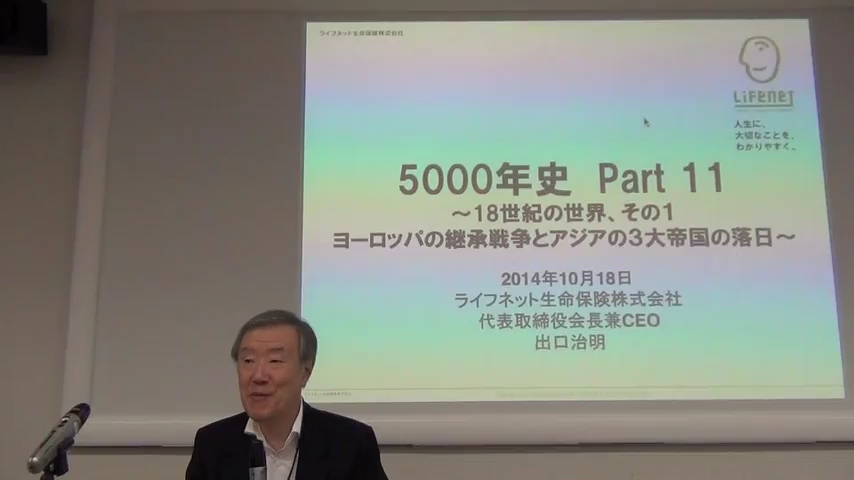 ライフネット生命保険株式会社
LIFENET
人生に、
大切なことを、
わかりやすく。
5000年史 Part 11
～18世紀の世界、その1
ヨーロッパの継承戦争とアジアの3大帝国の落日～
2014年10月18日
ライフネット生命保険株式会社
代表取締役会長兼CEO
出口治明